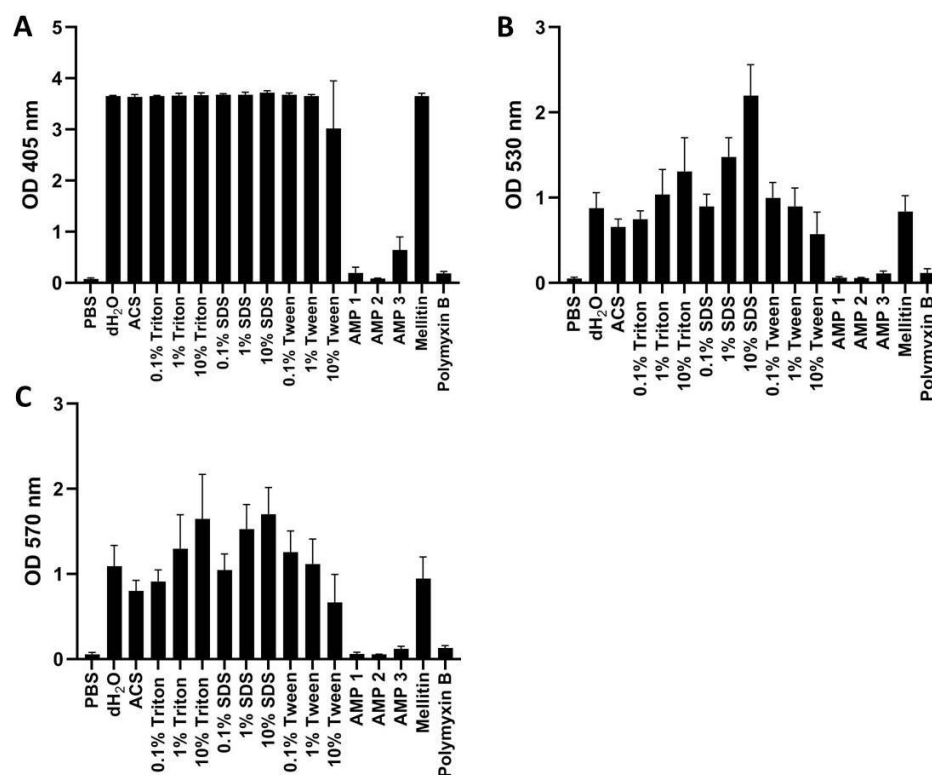 A
OD 405 nm
5
4
3
2
1
0
PBS
dH₂O
ACS
0.1% Triton
1% Triton
10% Triton
0.1% SDS
1% SDS
10% SDS
0.1% Tween
1% Tween
10% Tween
AMP 1
AMP 2
AMP 3
Mellitin
Polymyxin B
B
OD 530 nm
3
2
1
0
PBS
dH₂O
ACS
0.1% Triton
1% Triton
10% Triton
0.1% SDS
1% SDS
10% SDS
0.1% Tween
1% Tween
10% Tween
AMP 1
AMP 2
AMP 3
Mellitin
Polymyxin B
C
OD 570 nm
3
2
1
0
PBS
dH₂O
ACS
0.1% Triton
1% Triton
10% Triton
0.1% SDS
1% SDS
10% SDS
0.1% Tween
1% Tween
10% Tween
AMP 1
AMP 2
AMP 3
Mellitin
Polymyxin B